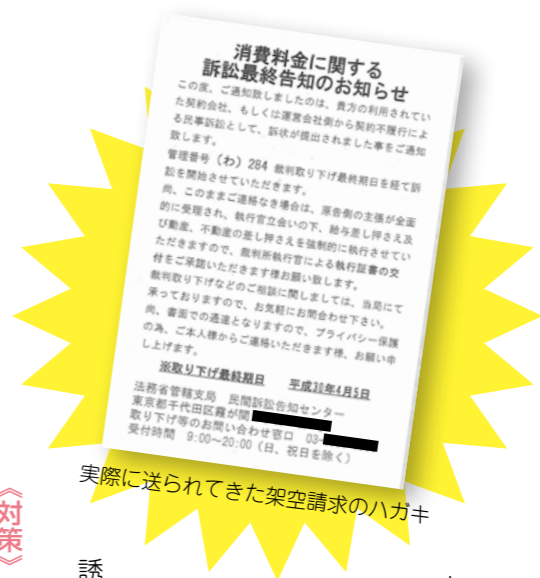 消費料金に関する
訴訟最終告知のお知らせ
この度、ご通知致しましたのは、貴方の利用されてい
た契約会社、もしくは運営会社側から契約不履行によ
る民事訴訟として、訴状が提出されました事をご通知
致します。
管理番号(わ)284 裁判取り下げ最終期日を経て訴
訟を開始させていただきます。
尚、このままご連絡なき場合は、原告側の主張が全面
的に受理され、執行官立会いの下、給与差し押さえ及
び動産、不動産の差し押さえを強制的に執行させてい
ただきますので、裁判所執行官による執行証書の交
付をご承諾いただきます様お願い致します。
裁判取り下げなどのご相談に関しましては、当局にて
承っておりますので、お気軽にお問合わせ下さい。
尚、書面での通達となりますので、プライバシー保護
の為、ご本人様からご連絡いただきます様、お願い申
し上げます。
※取り下げ最終期日 平成30年4月5日
法務省管轄支局 民間訴訟告知センター
東京都千代田区霞が関
取り下げ等のお問い合わせ窓口 03-
受付時間 9:00~20:00(日、祝日を除く)
実際に送られてきた架空請求のハガキ
《対策》
誘